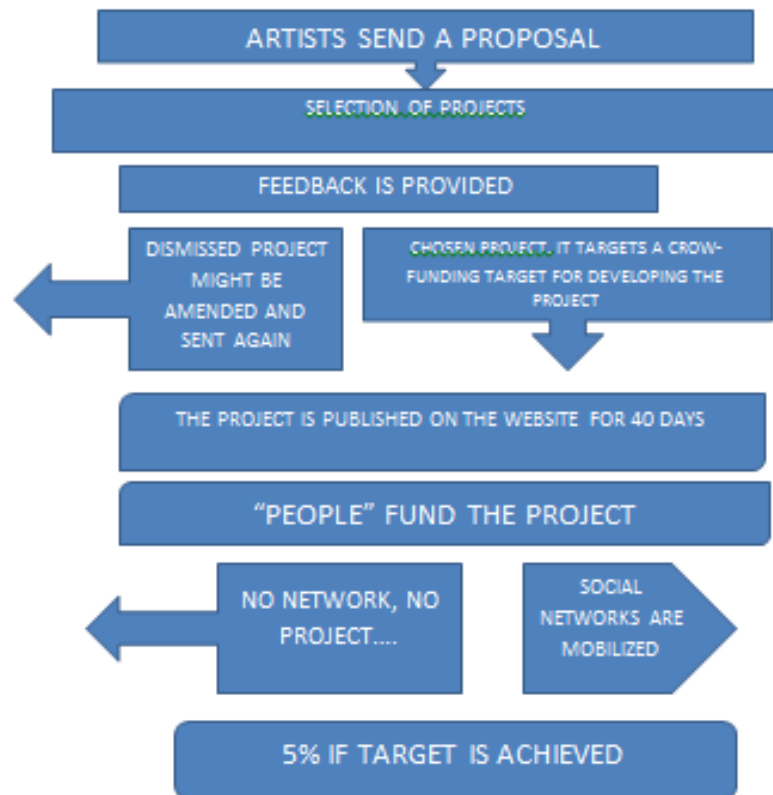 ARTISTS SEND A PROPOSAL
SELECTION OF PROJECTS
FEEDBACK IS PROVIDED
DISMISSED PROJECT
MIGHT BE
AMENDED AND
SENT AGAIN
CHOSEN PROJECT. IT TARGETS A CROW-
FUNDING TARGET FOR DEVELOPING THE
PROJECT
THE PROJECT IS PUBLISHED ON THE WEBSITE FOR 40 DAYS
“PEOPLE” FUND THE PROJECT
NO NETWORK, NO
PROJECT....
SOCIAL
NETWORKS ARE
MOBILIZED
5% IF TARGET IS ACHIEVED